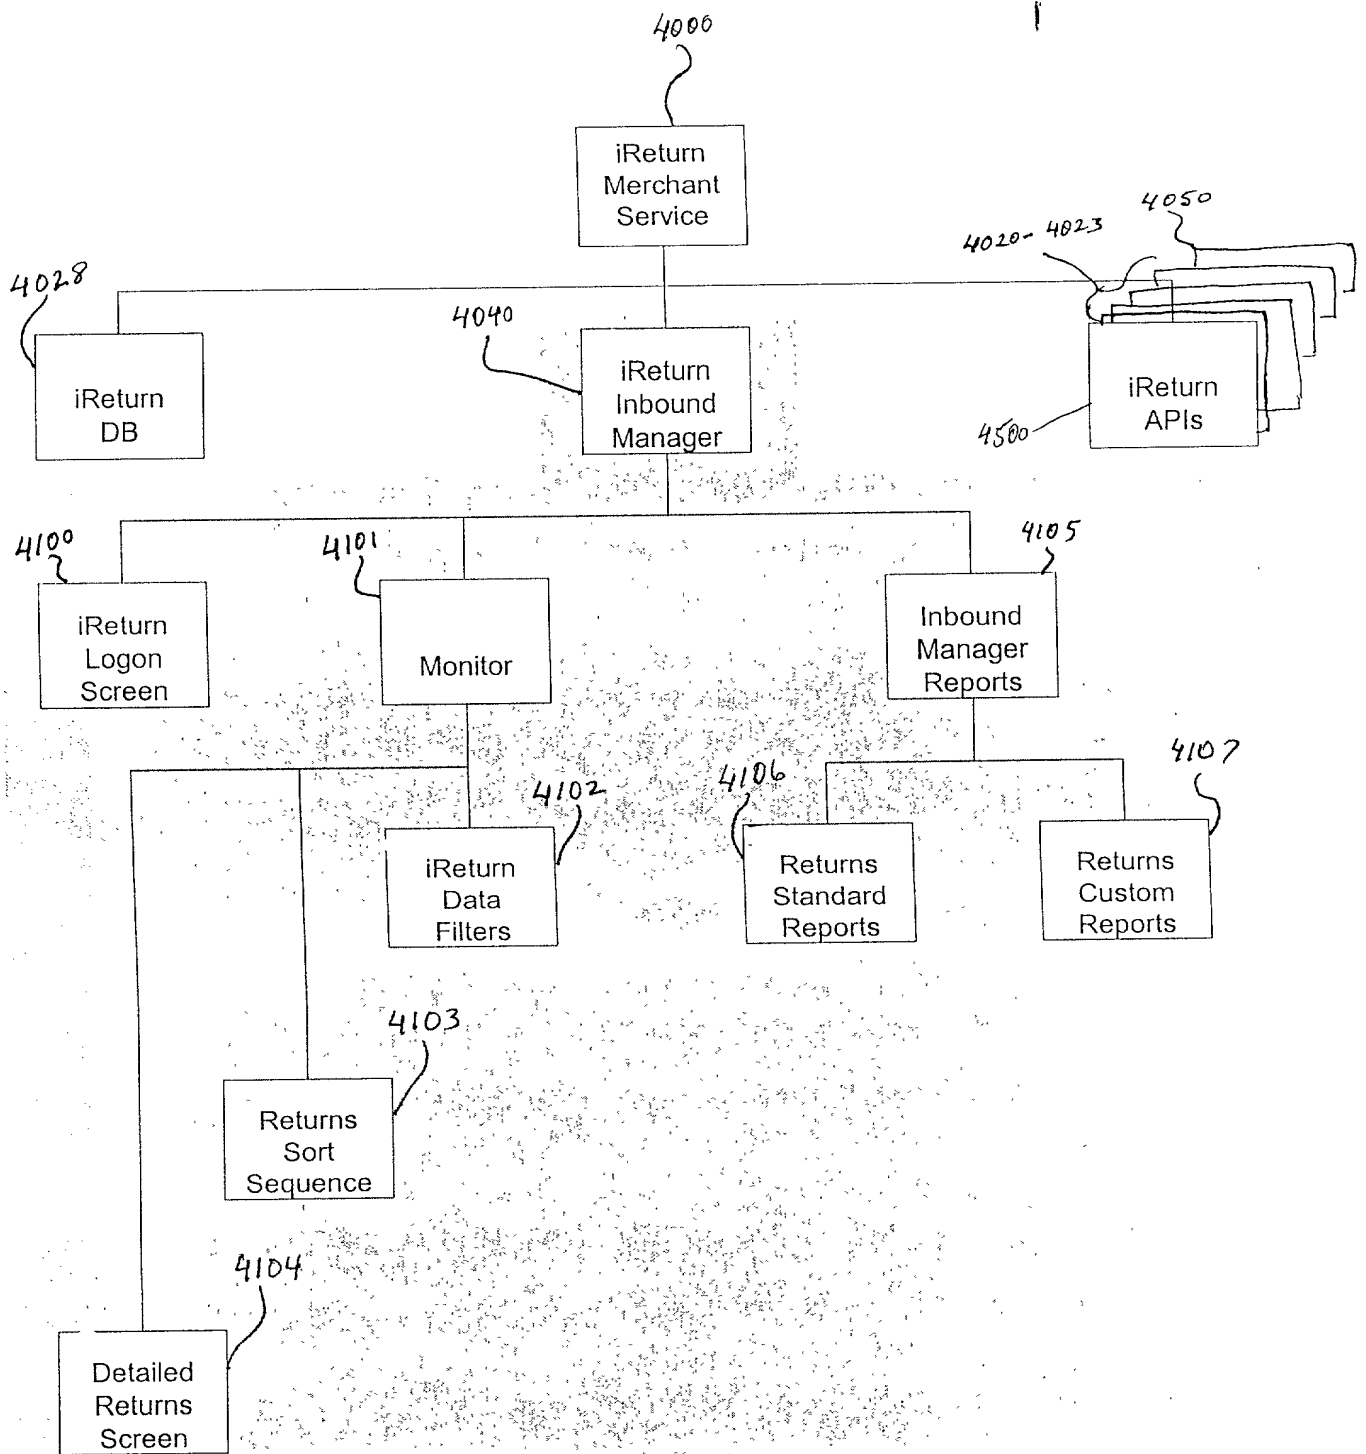 4000
iReturn
Merchant
Service
4050
4020-4023
4028
4040
iReturn
DB
iReturn
Inbound
Manager
iReturn
APIs
4500
4100
4101
4105
iReturn
Logon
Screen
Monitor
Inbound
Manager
Reports
4102
4106
4107
iReturn
Data
Filters
Returns
Standard
Reports
Returns
Custom
Reports
4103
Returns
Sort
Sequence
4104
Detailed
Returns
Screen